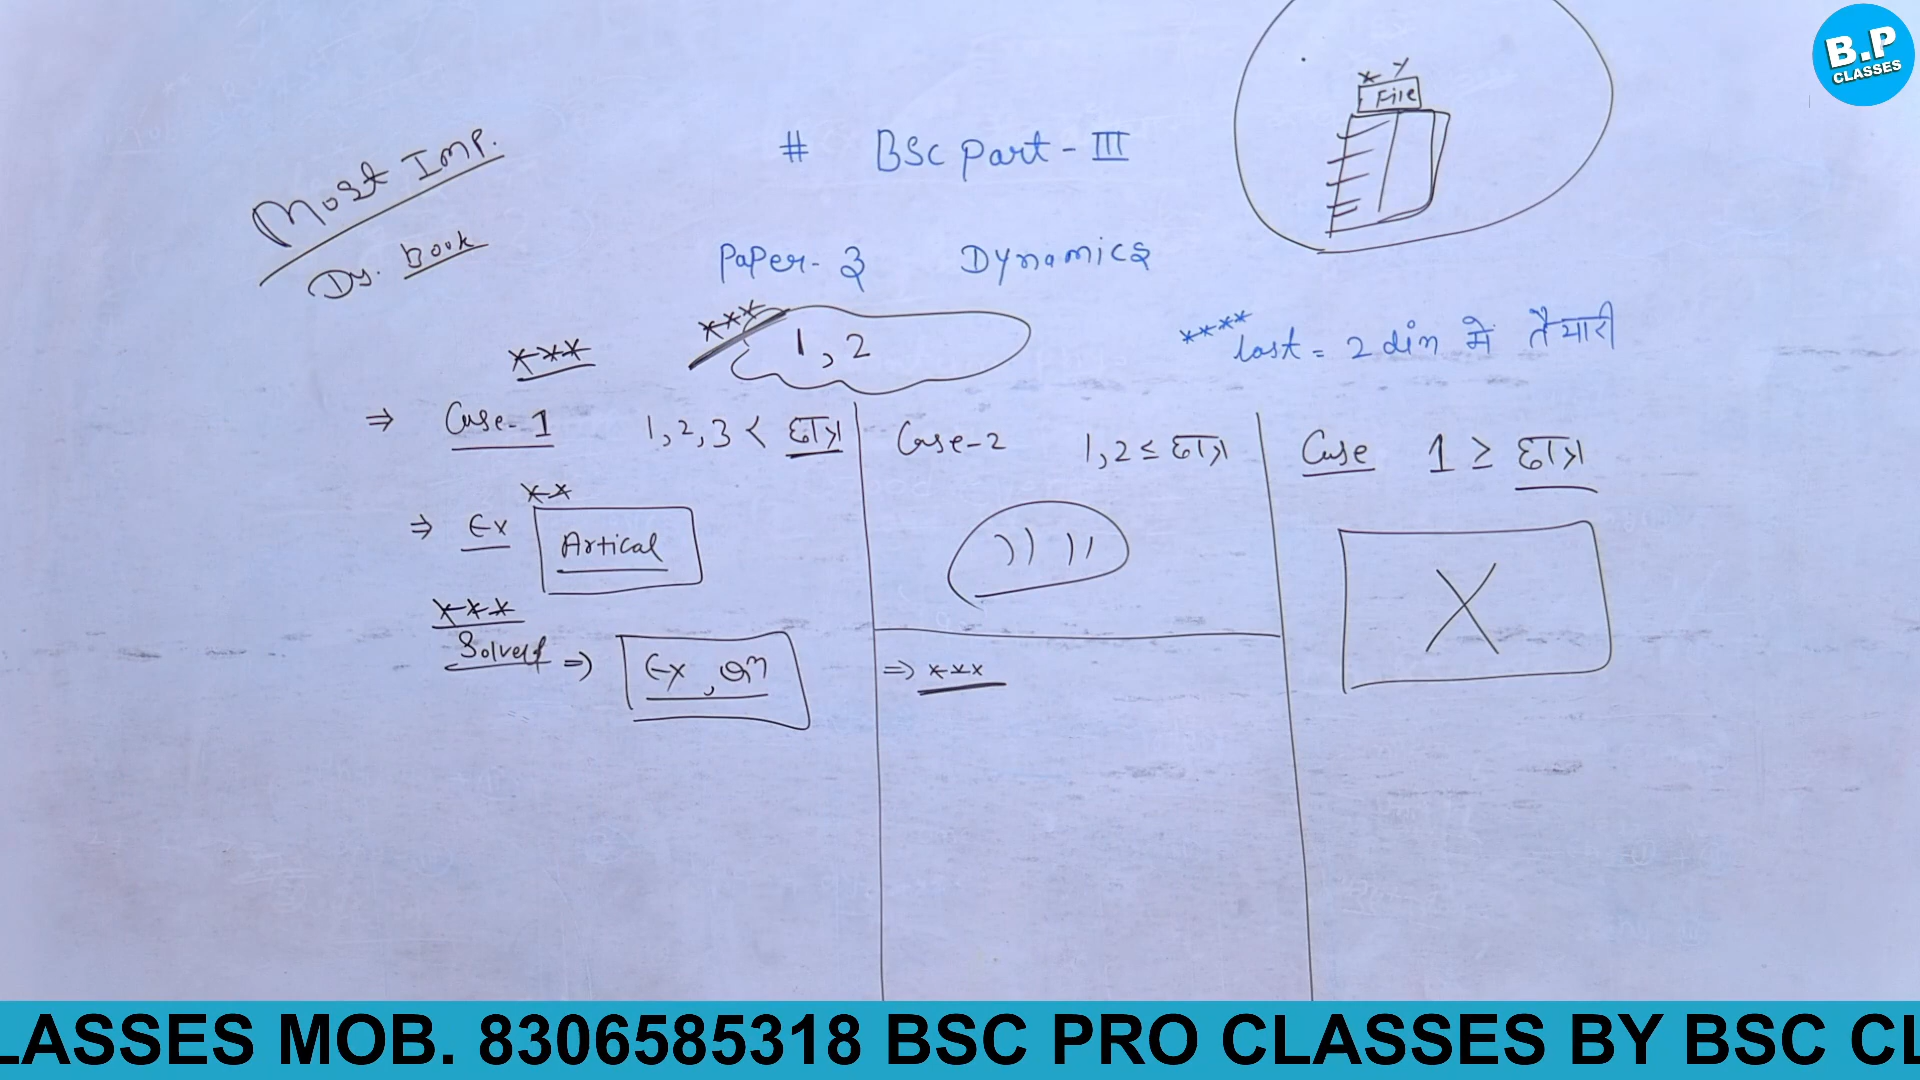 B.P
CLASSES
x y
File
Most Imp.
Dy. Book
# BSc Part - III
Paper - 3 Dynamics
*** 1, 2
**** last = 2 din मे तैयारी
***
⇒ Case - 1 1, 2, 3 < छात्र
Case - 2 1, 2 ≤ छात्र
Case 1 ≥ छात्र
**
⇒ Ex Artical
X
***
Solved ⇒ Ex,
⇒ ***
LASSES MOB. 8306585318 BSC PRO CLASSES BY BSC CL